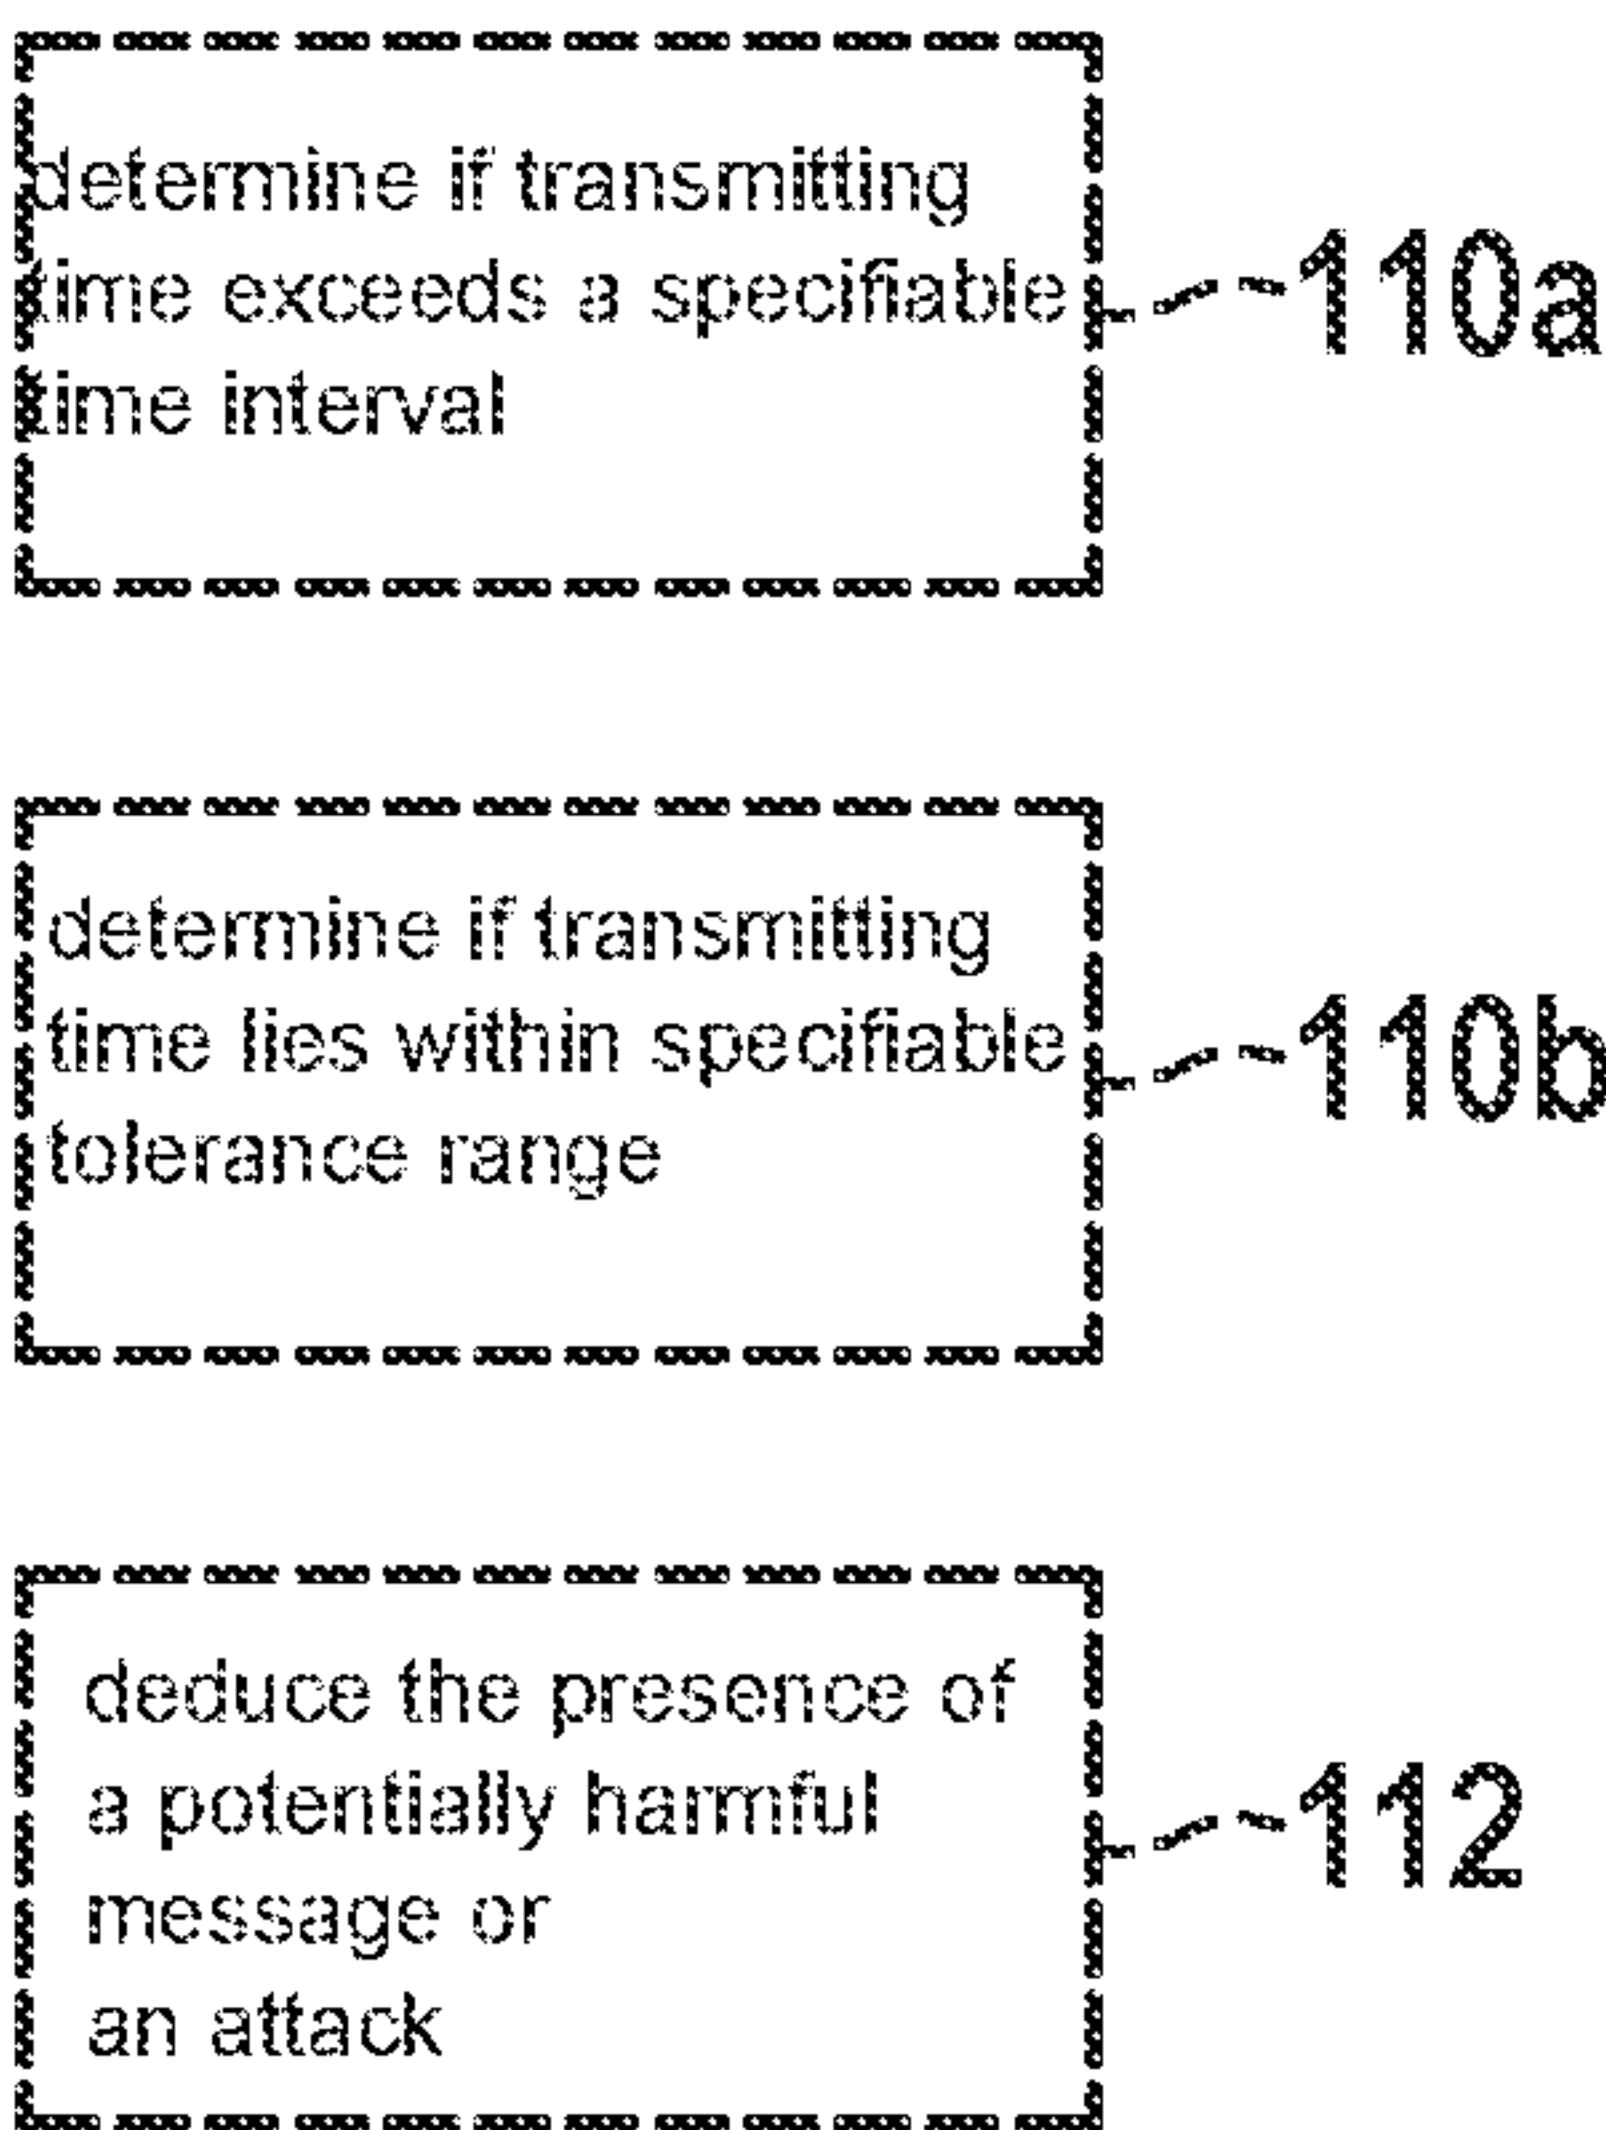 determine if transmitting
time exceeds a specifiable
time interval
110a
determine if transmitting
time lies within specifiable
tolerance range
110b
deduce the presence of
a potentially harmful
message or
an attack
112